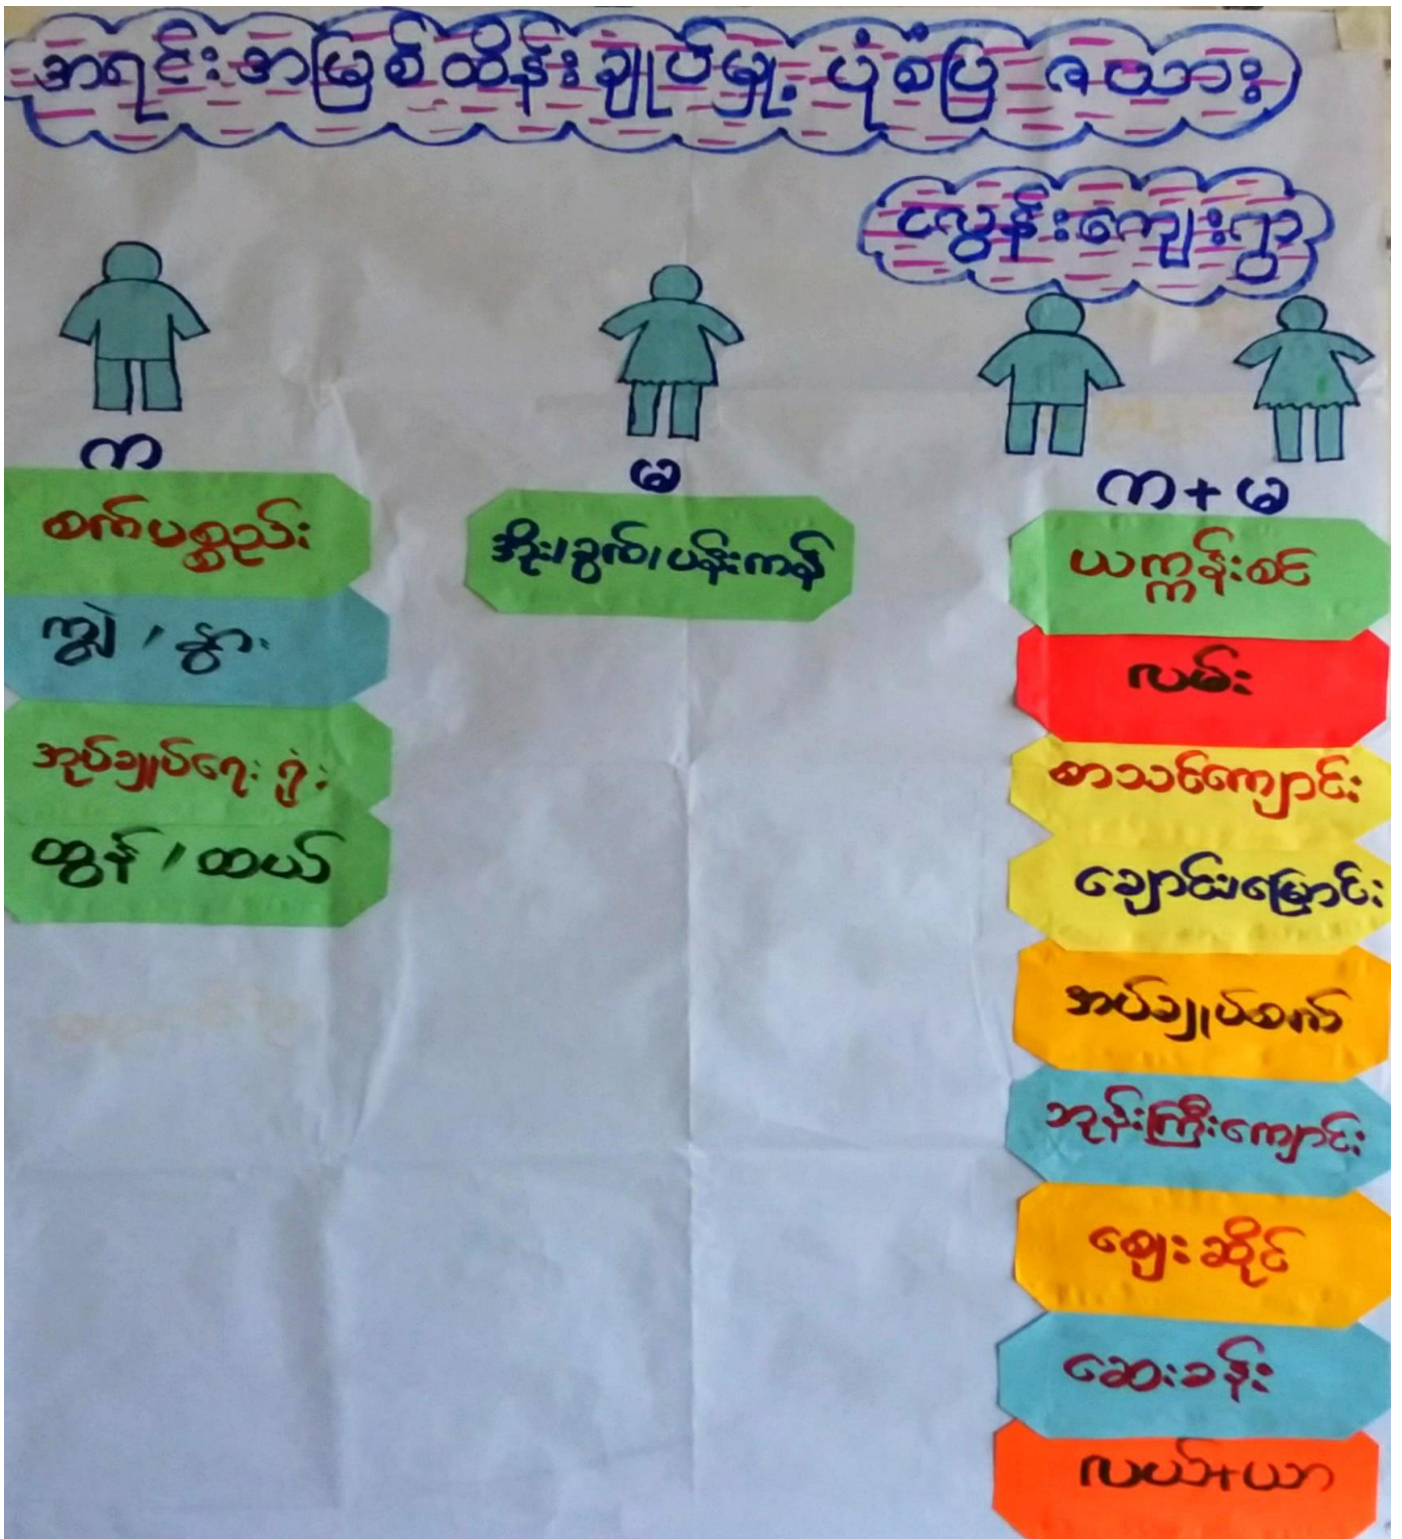 အရင်းအမြစ်ထိန်းချုပ်မှု ပုံစံပြ ဇယား
ငလွန်းကျေးရွာ
က
စက်ပစ္စည်း
ကျွဲ / နွား
အုပ်ချုပ်ရေးရုံး
ထွန် / ထယ်
မ
အိုး၊ခွက်၊ပန်းကန်
က + မ
ယက္ကန်းစင်
လမ်း
စာသင်ကျောင်း
ချောင်း၊မြောင်း
အပ်ချုပ်စက်
ဘုန်းကြီးကျောင်း
ဈေးဆိုင်
ဆေးခန်း
လယ်+ယာ